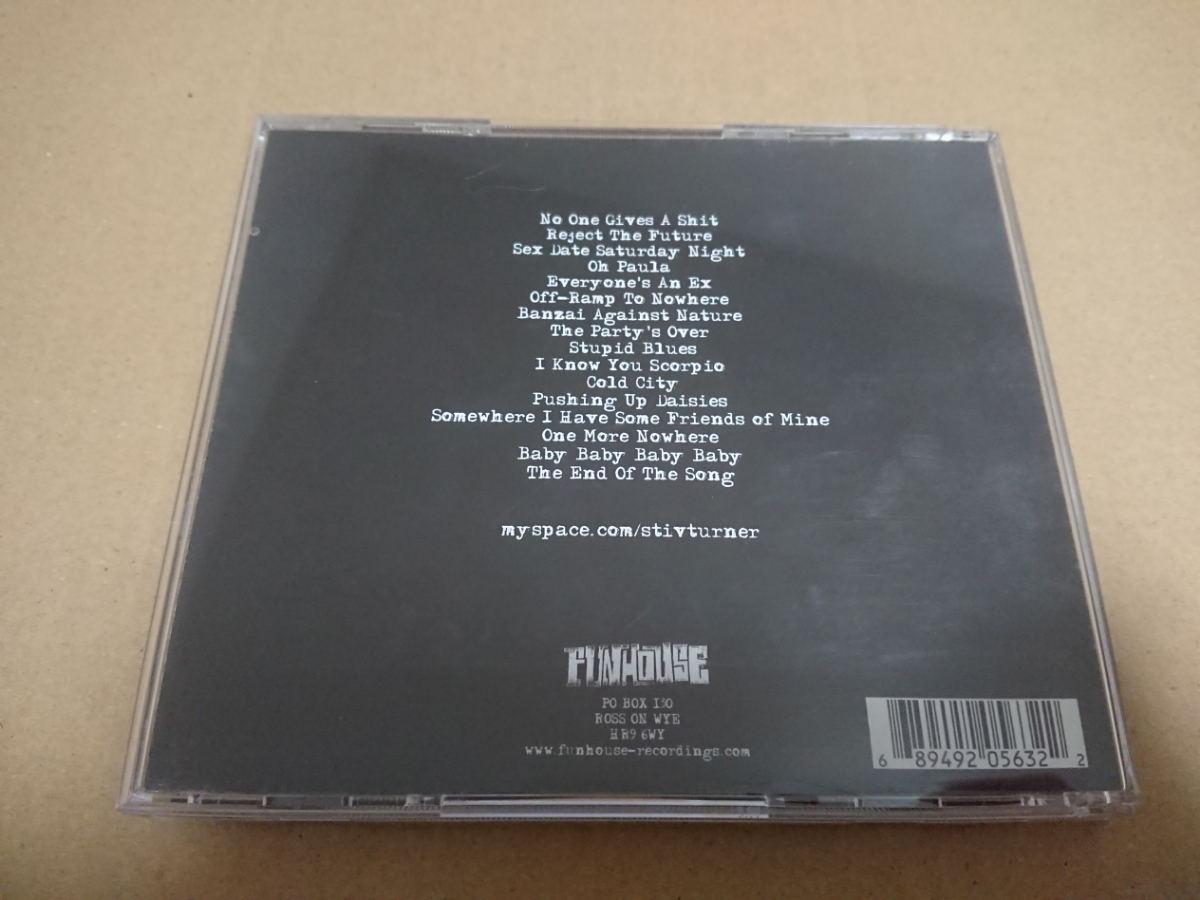 No One Gives A Shit
Reject The Future
Sex Date Saturday Night
Oh Paula
Everyone's An Ex
Off-Ramp To Nowhere
Banzai Against Nature
The Party's Over
Stupid Blues
I Know You Scorpio
Cold City
Pushing Up Daisies
Somewhere I Have Some Friends of Mine
One More Nowhere
Baby Baby Baby Baby
The End Of The Song
myspace.com/stivturner
FUNHOUSE
PO BOX 130
ROSS ON WYE
HR9 6WY
www.funhouse-recordings.com
6 89492 05632 2